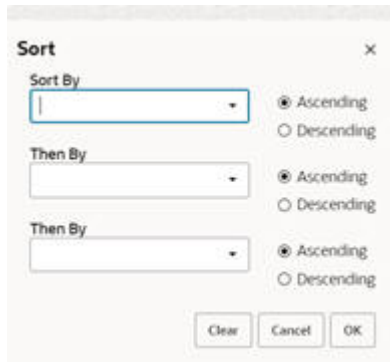 Sort ×
Sort By
Ascending
Descending
Then By
Ascending
Descending
Then By
Ascending
Descending
Clear Cancel OK